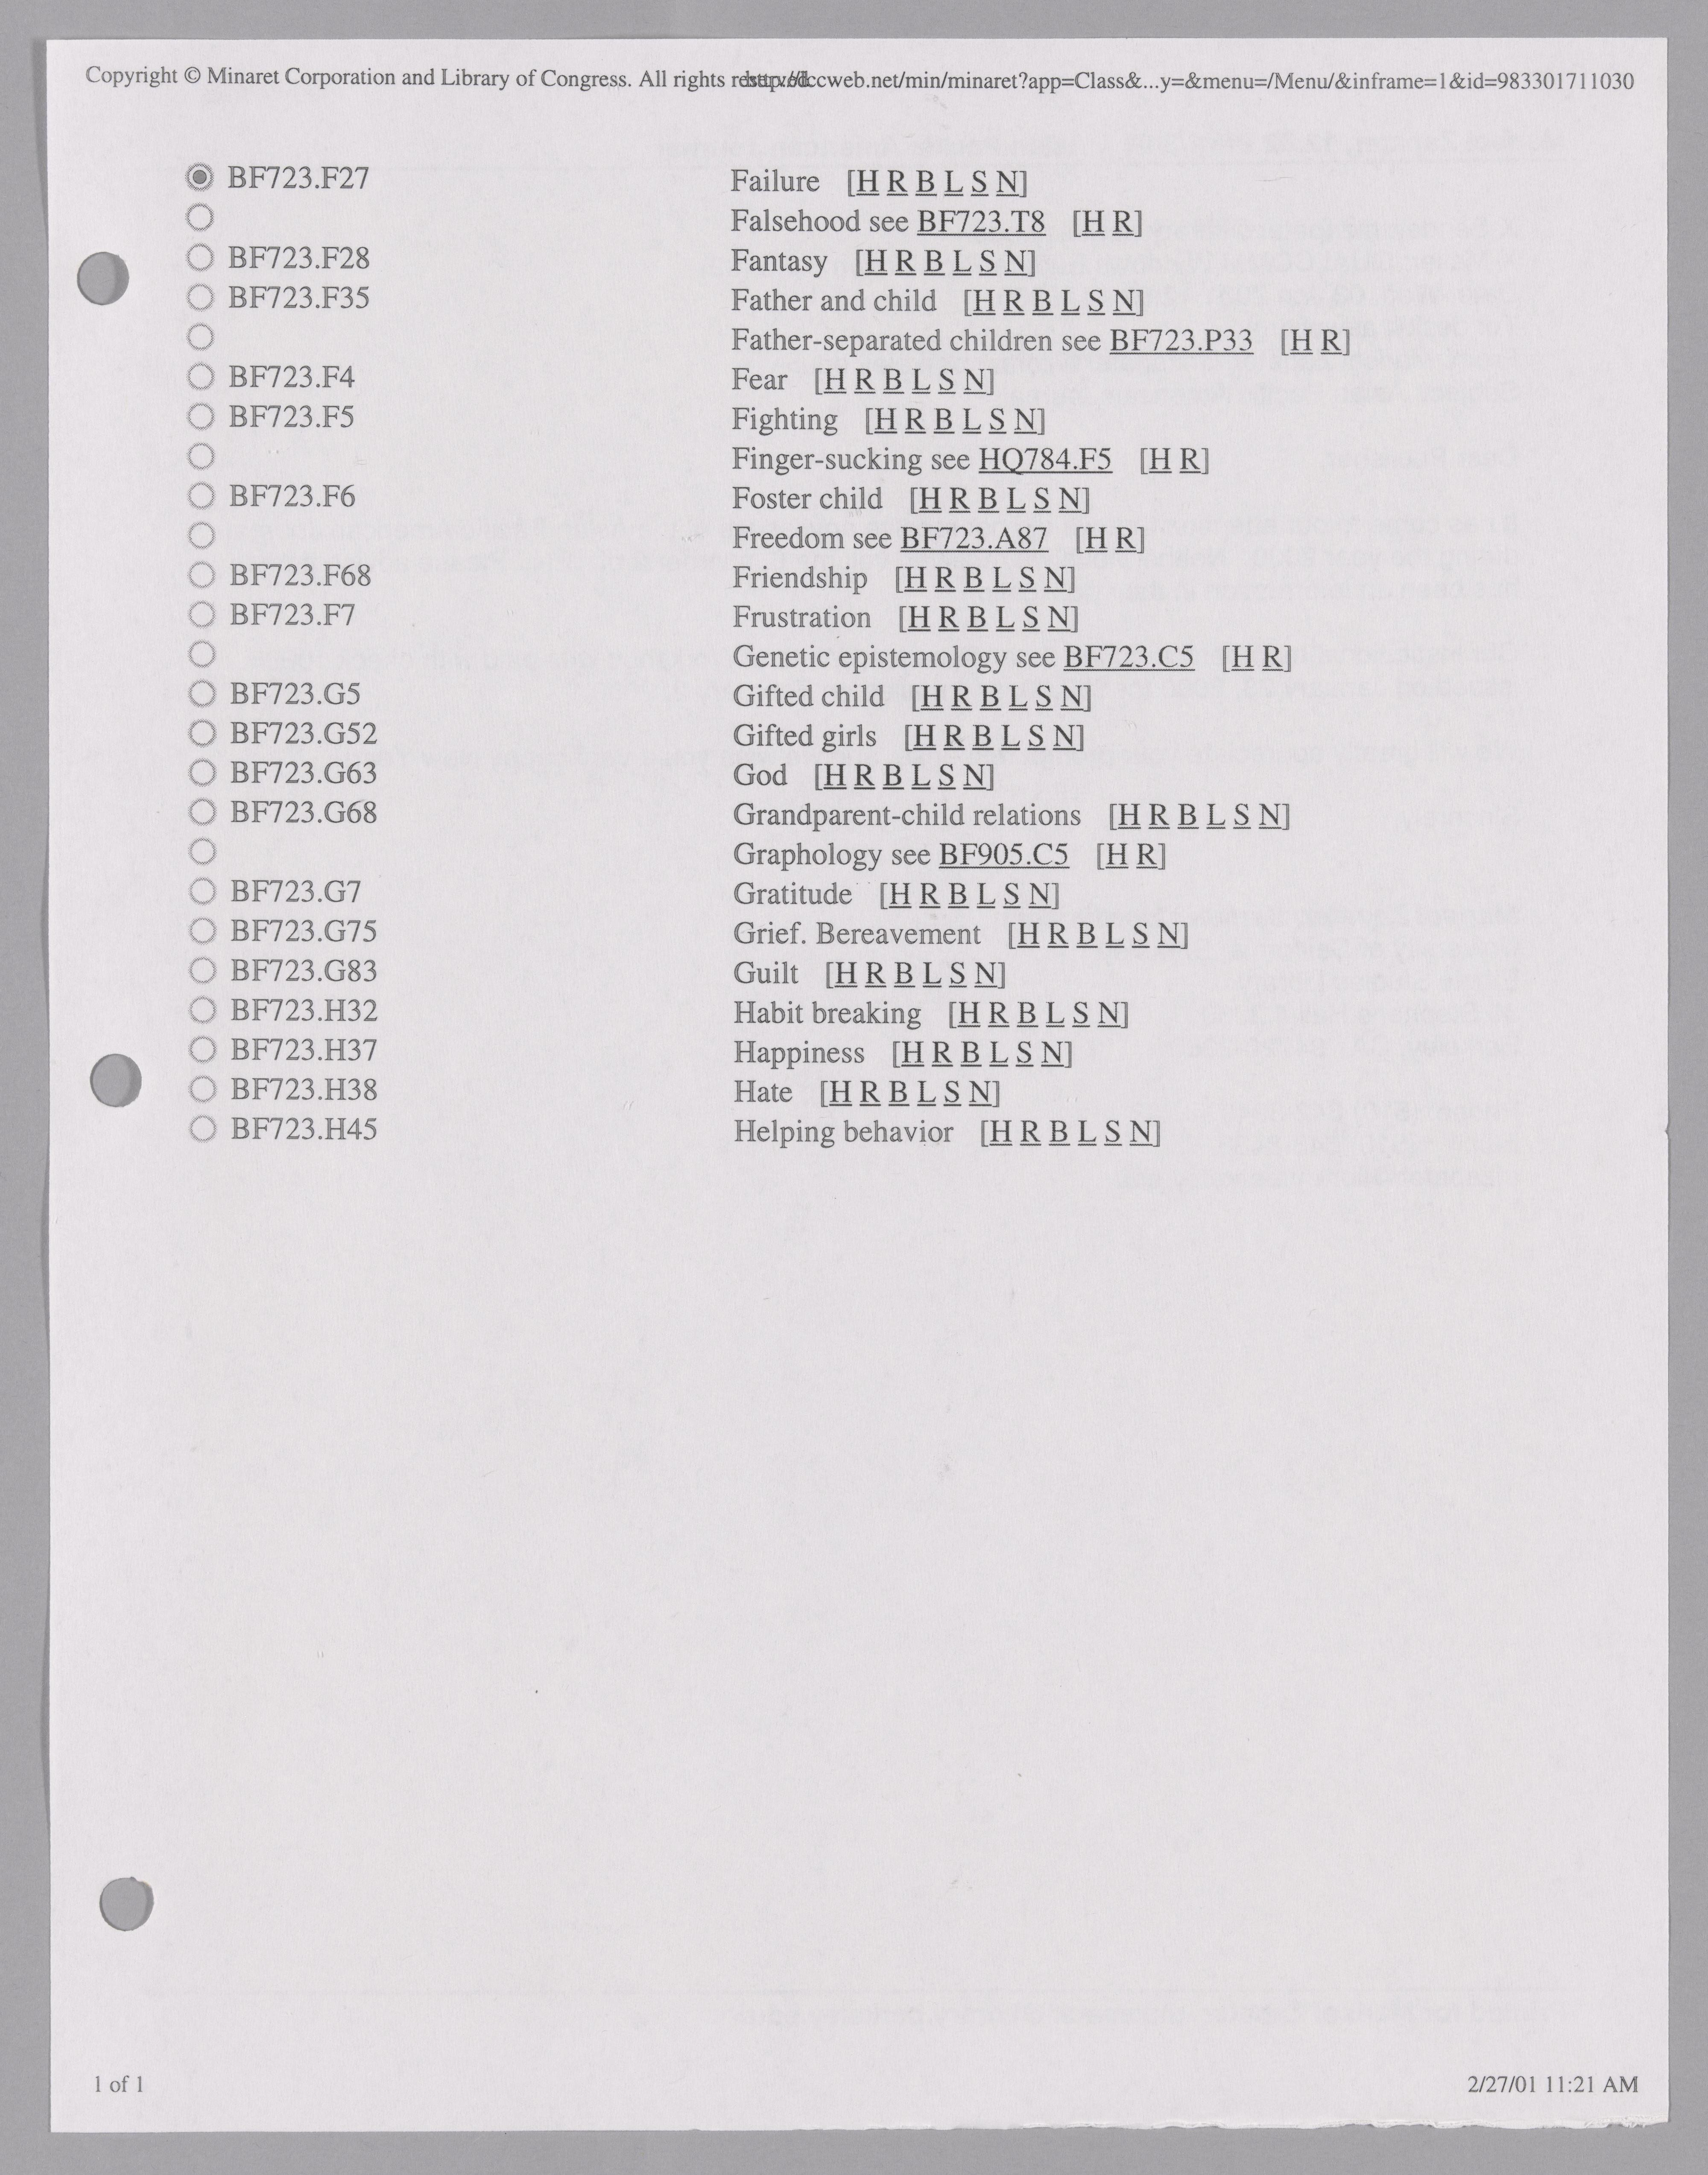 Copyright © Minaret Corporation and Library of Congress. All rights reserved. http://lccweb.net/min/minaret?app=Class&...y=&menu=/Menu/&inframe=1&id=983301711030
BF723.F27 Failure [H R B L S N]
Falsehood see BF723.T8 [H R]
BF723.F28 Fantasy [H R B L S N]
BF723.F35 Father and child [H R B L S N]
Father-separated children see BF723.P33 [H R]
BF723.F4 Fear [H R B L S N]
BF723.F5 Fighting [H R B L S N]
Finger-sucking see HQ784.F5 [H R]
BF723.F6 Foster child [H R B L S N]
Freedom see BF723.A87 [H R]
BF723.F68 Friendship [H R B L S N]
BF723.F7 Frustration [H R B L S N]
Genetic epistemology see BF723.C5 [H R]
BF723.G5 Gifted child [H R B L S N]
BF723.G52 Gifted girls [H R B L S N]
BF723.G63 God [H R B L S N]
BF723.G68 Grandparent-child relations [H R B L S N]
Graphology see BF905.C5 [H R]
BF723.G7 Gratitude [H R B L S N]
BF723.G75 Grief. Bereavement [H R B L S N]
BF723.G83 Guilt [H R B L S N]
BF723.H32 Habit breaking [H R B L S N]
BF723.H37 Happiness [H R B L S N]
BF723.H38 Hate [H R B L S N]
BF723.H45 Helping behavior [H R B L S N]
1 of 1 2/27/01 11:21 AM